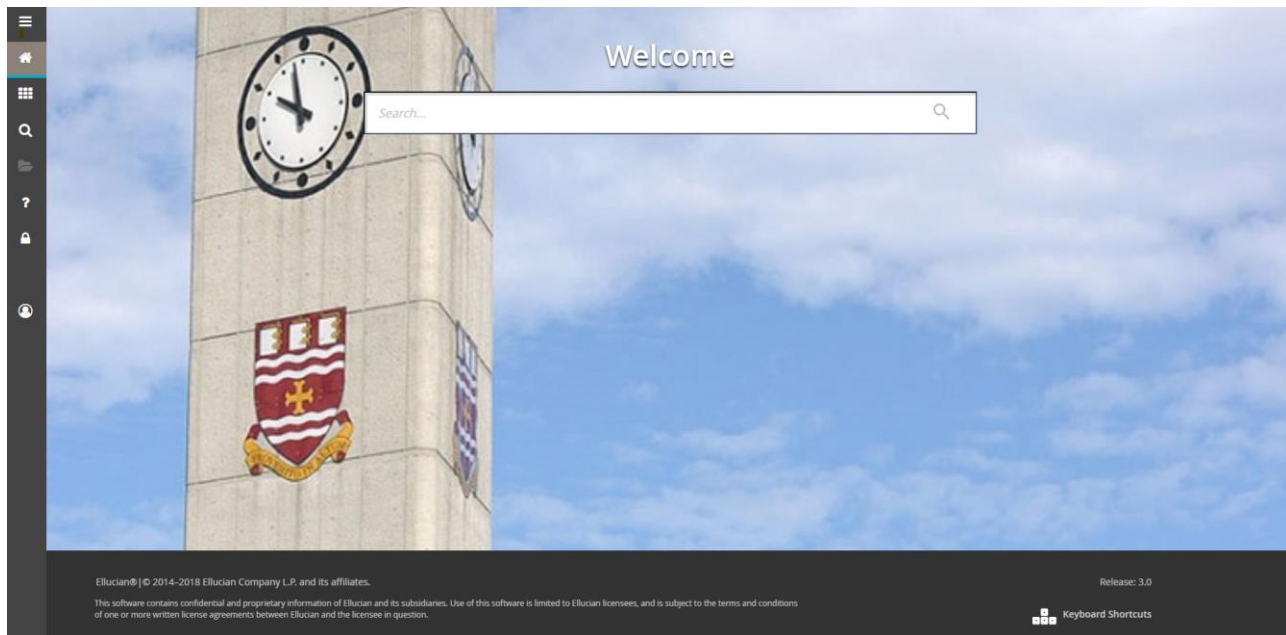 Welcome
Search...
PROVEHITO IN ALTUM
Ellucian®|© 2014–2018 Ellucian Company L.P. and its affiliates.
Release: 3.0
This software contains confidential and proprietary information of Ellucian and its subsidiaries. Use of this software is limited to Ellucian licensees, and is subject to the terms and conditions
of one or more written license agreements between Ellucian and the licensee in question.
Keyboard Shortcuts